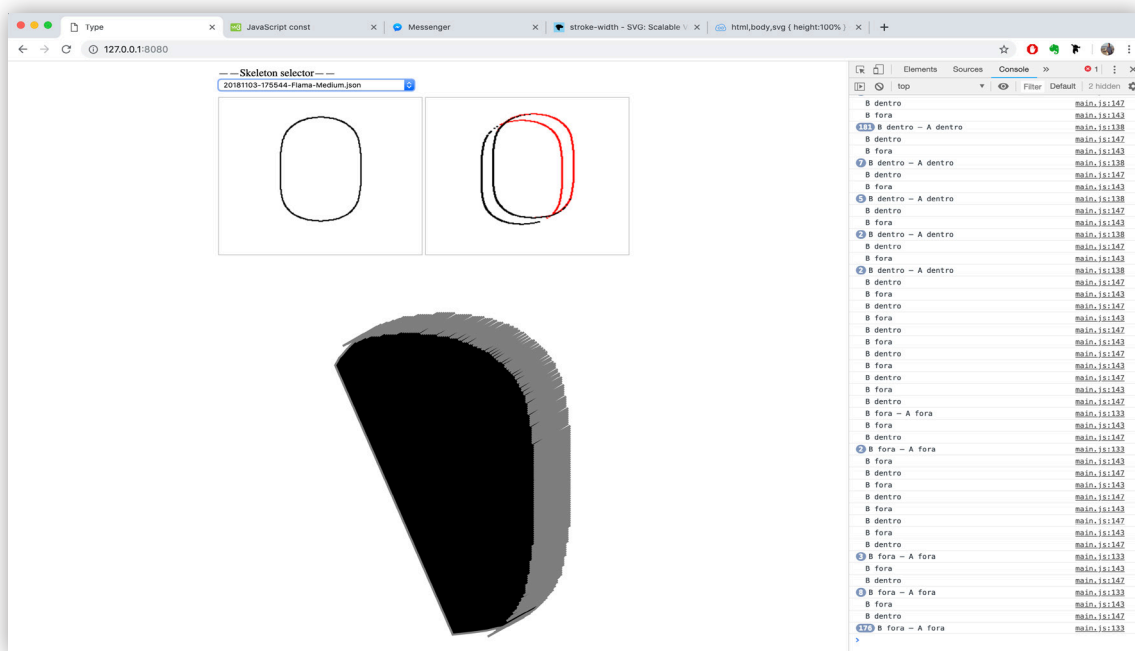 Type
JavaScript const
Messenger
stroke-width - SVG: Scalable V
html,body,svg { height:100% }
127.0.0.1:8080
——Skeleton selector——
20181103-175544-Flama-Medium.json
Elements Sources Console » 1
top Filter Default 2 hidden
B dentro main.js:147
B fora main.js:143
181 B dentro — A dentro main.js:138
B dentro main.js:147
B fora main.js:143
7 B dentro — A dentro main.js:138
B dentro main.js:147
B fora main.js:143
5 B dentro — A dentro main.js:138
B dentro main.js:147
B fora main.js:143
2 B dentro — A dentro main.js:138
B dentro main.js:147
B fora main.js:143
2 B dentro — A dentro main.js:138
B dentro main.js:147
B fora main.js:143
B dentro main.js:147
B fora main.js:143
B dentro main.js:147
B fora main.js:143
B dentro main.js:147
B fora main.js:143
B dentro main.js:147
B fora main.js:143
B dentro main.js:147
B fora — A fora main.js:133
B fora main.js:143
B dentro main.js:147
2 B fora — A fora main.js:133
B fora main.js:143
B dentro main.js:147
B fora main.js:143
B dentro main.js:147
B fora main.js:143
B dentro main.js:147
B fora main.js:143
B dentro main.js:147
3 B fora — A fora main.js:133
B fora main.js:143
B dentro main.js:147
8 B fora — A fora main.js:133
B fora main.js:143
B dentro main.js:147
176 B fora — A fora main.js:133